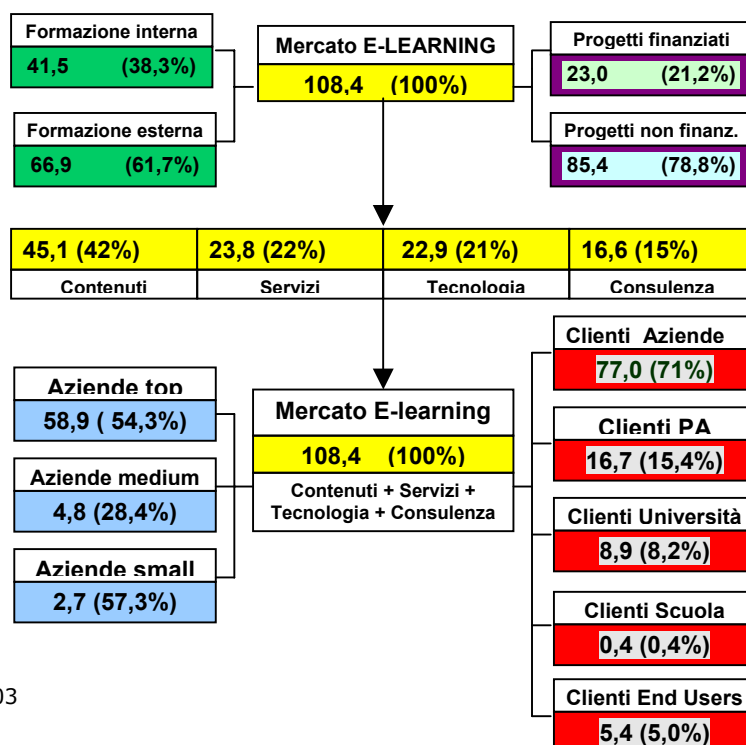 Formazione interna
41,5 (38,3%)
Formazione esterna
66,9 (61,7%)
Mercato E-LEARNING
108,4 (100%)
Progetti finanziati
23,0 (21,2%)
Progetti non finanz.
85,4 (78,8%)
45,1 (42%) 23,8 (22%) 22,9 (21%) 16,6 (15%)
Contenuti Servizi Tecnologia Consulenza
Aziende top
58,9 ( 54,3%)
Aziende medium
4,8 (28,4%)
Aziende small
2,7 (57,3%)
Mercato E-learning
108,4 (100%)
Contenuti + Servizi +
Tecnologia + Consulenza
Clienti Aziende
77,0 (71%)
Clienti PA
16,7 (15,4%)
Clienti Università
8,9 (8,2%)
Clienti Scuola
0,4 (0,4%)
Clienti End Users
5,4 (5,0%)
03